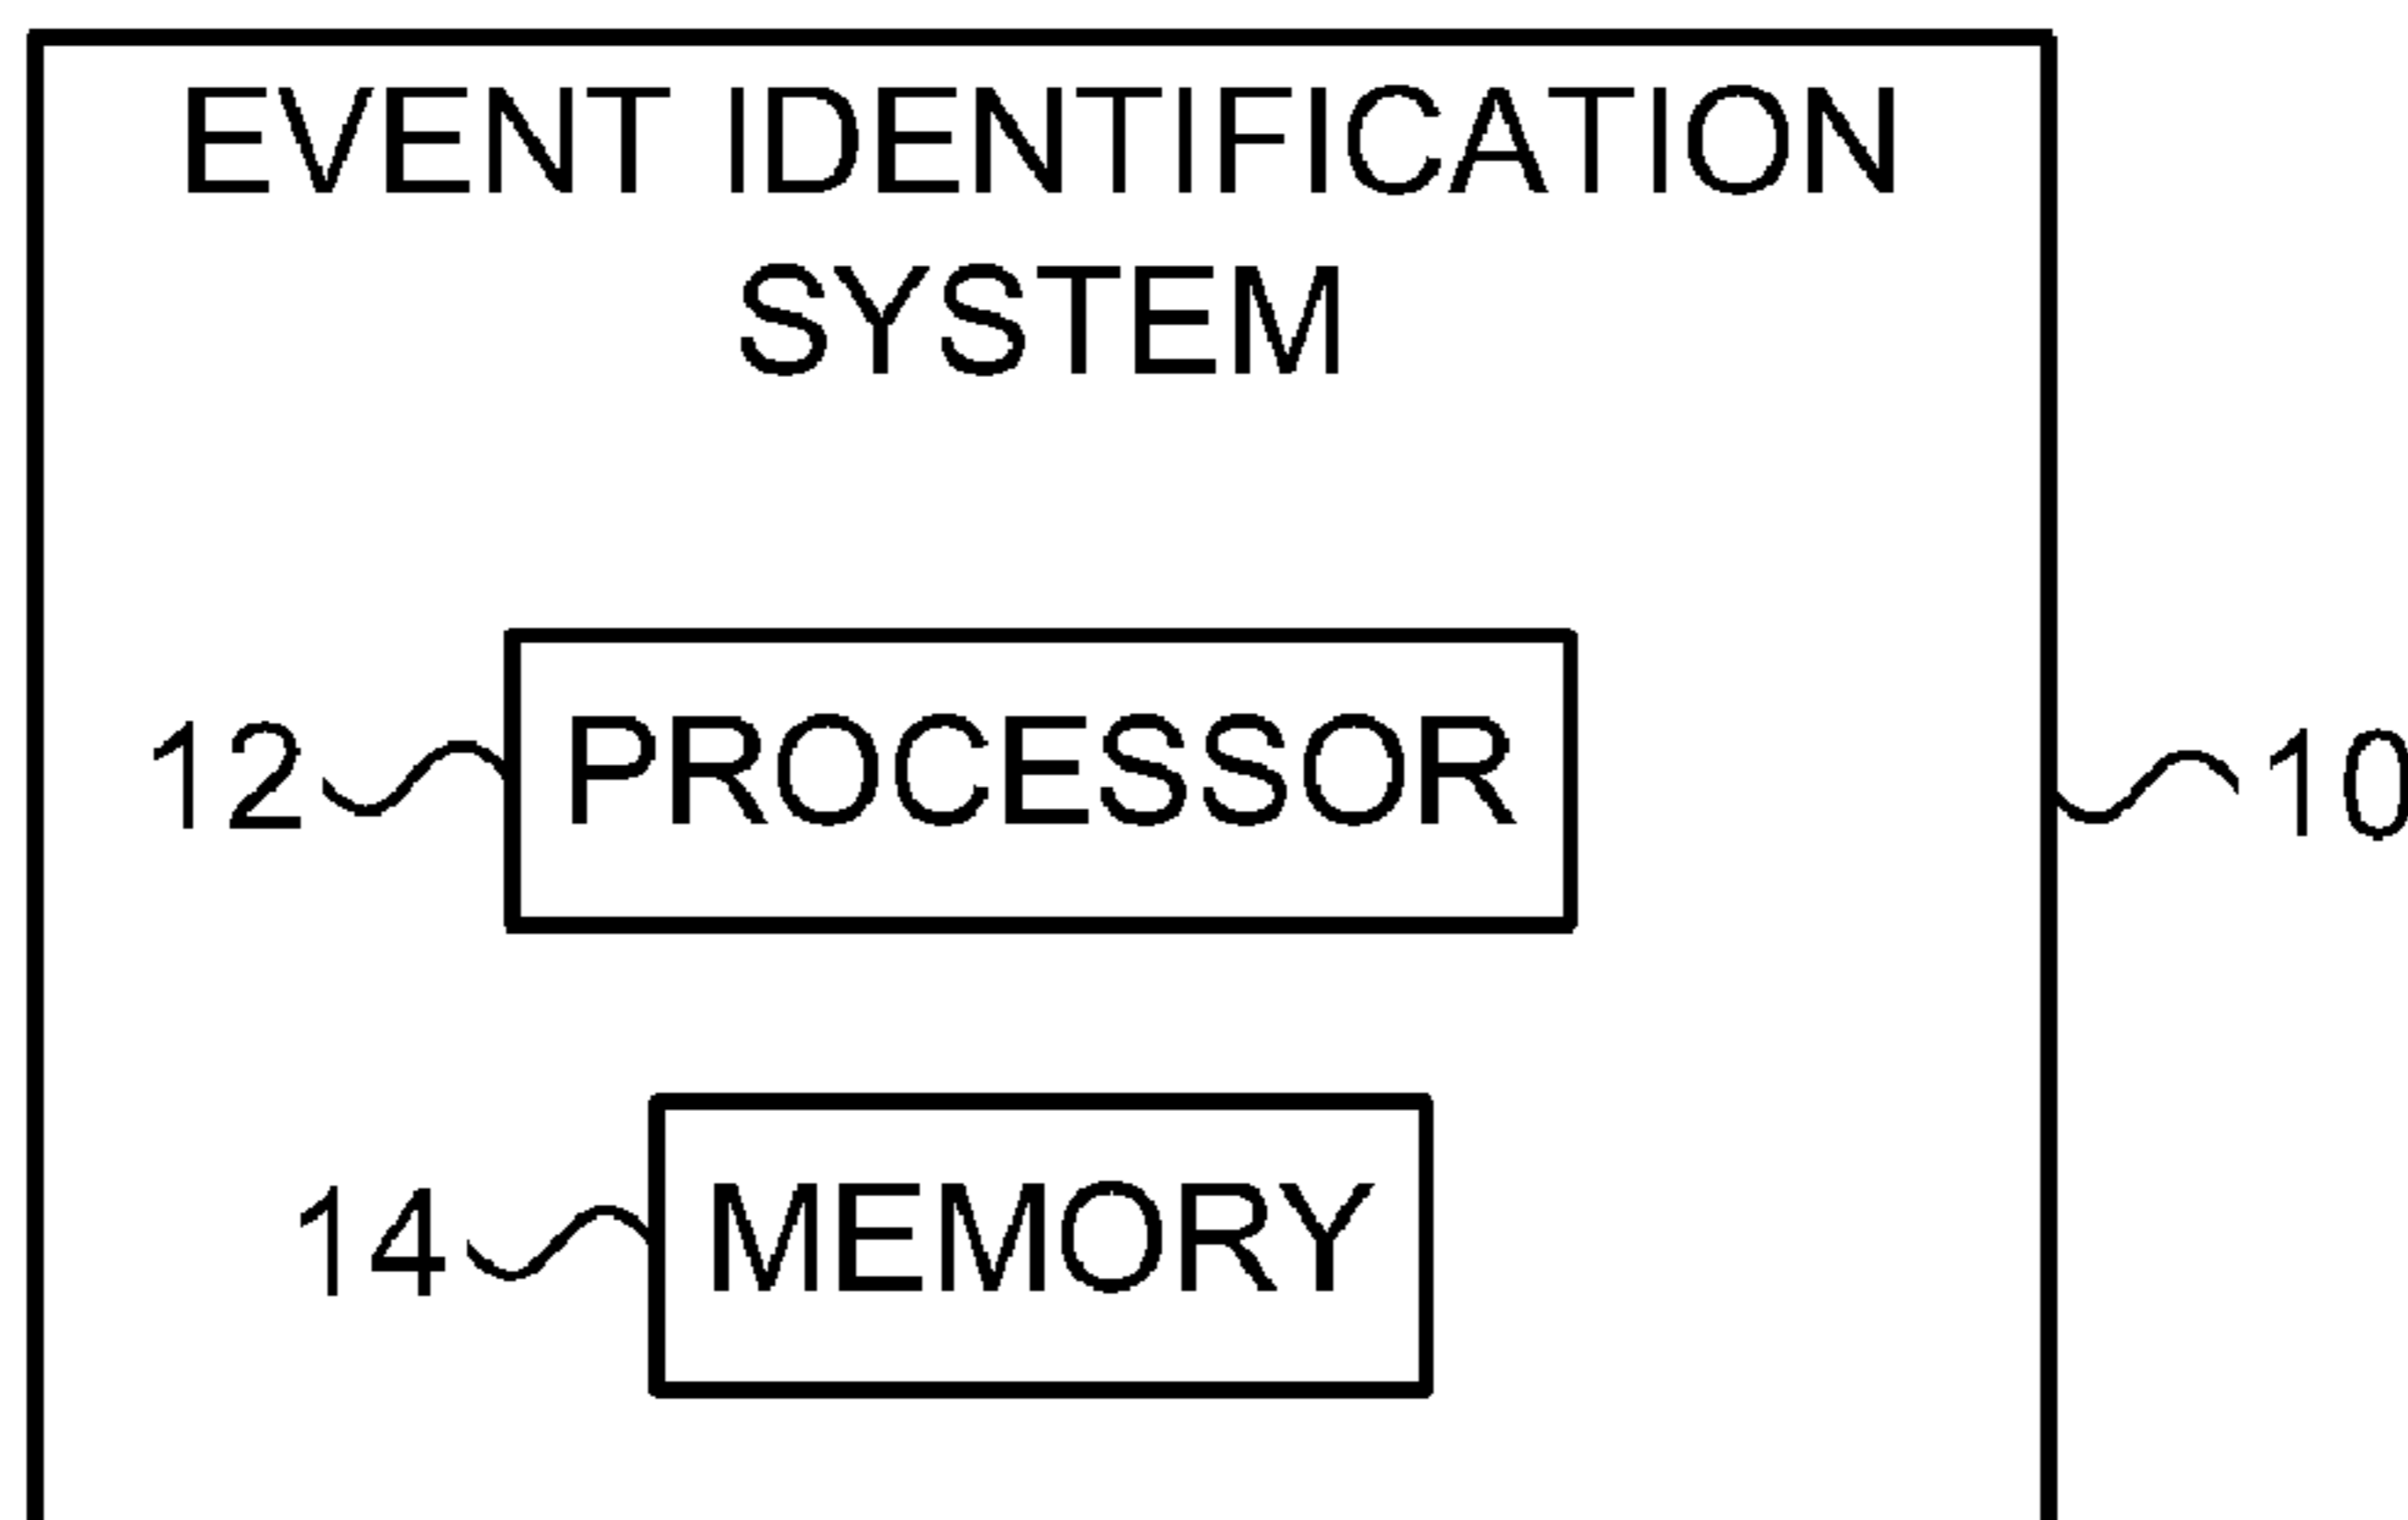 EVENT IDENTIFICATION
SYSTEM
12 PROCESSOR 10
14 MEMORY